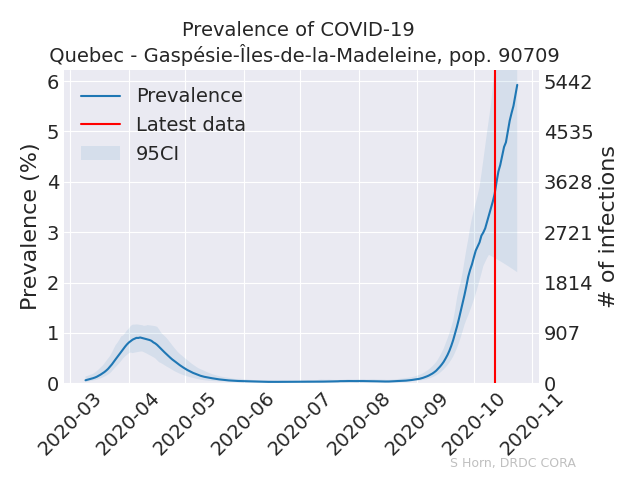 Prevalence of COVID-19
Quebec - Gaspésie-Îles-de-la-Madeleine, pop. 90709
Prevalence
Latest data
95CI
Prevalence (%)
6
5
4
3
2
1
0
5442
4535
3628
2721
1814
907
0
# of infections
2020-03
2020-04
2020-05
2020-06
2020-07
2020-08
2020-09
2020-10
2020-11
S Horn, DRDC CORA